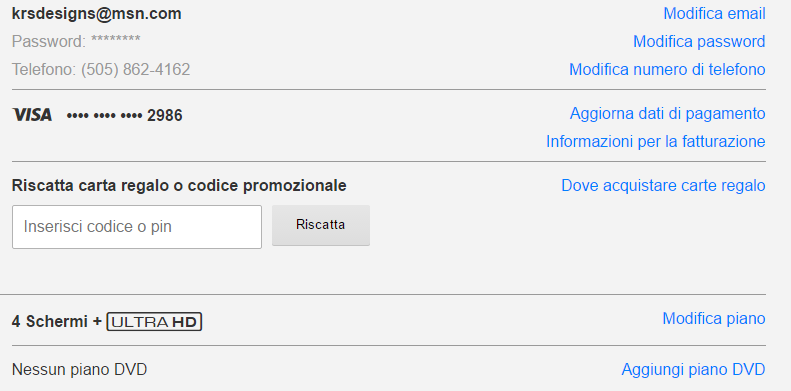 krsdesigns@msn.com Modifica email
Password: ******** Modifica password
Telefono: (505) 862-4162 Modifica numero di telefono
VISA •••• •••• •••• 2986 Aggiorna dati di pagamento
Informazioni per la fatturazione
Riscatta carta regalo o codice promozionale Dove acquistare carte regalo
Inserisci codice o pin Riscatta
4 Schermi + ULTRA HD Modifica piano
Nessun piano DVD Aggiungi piano DVD